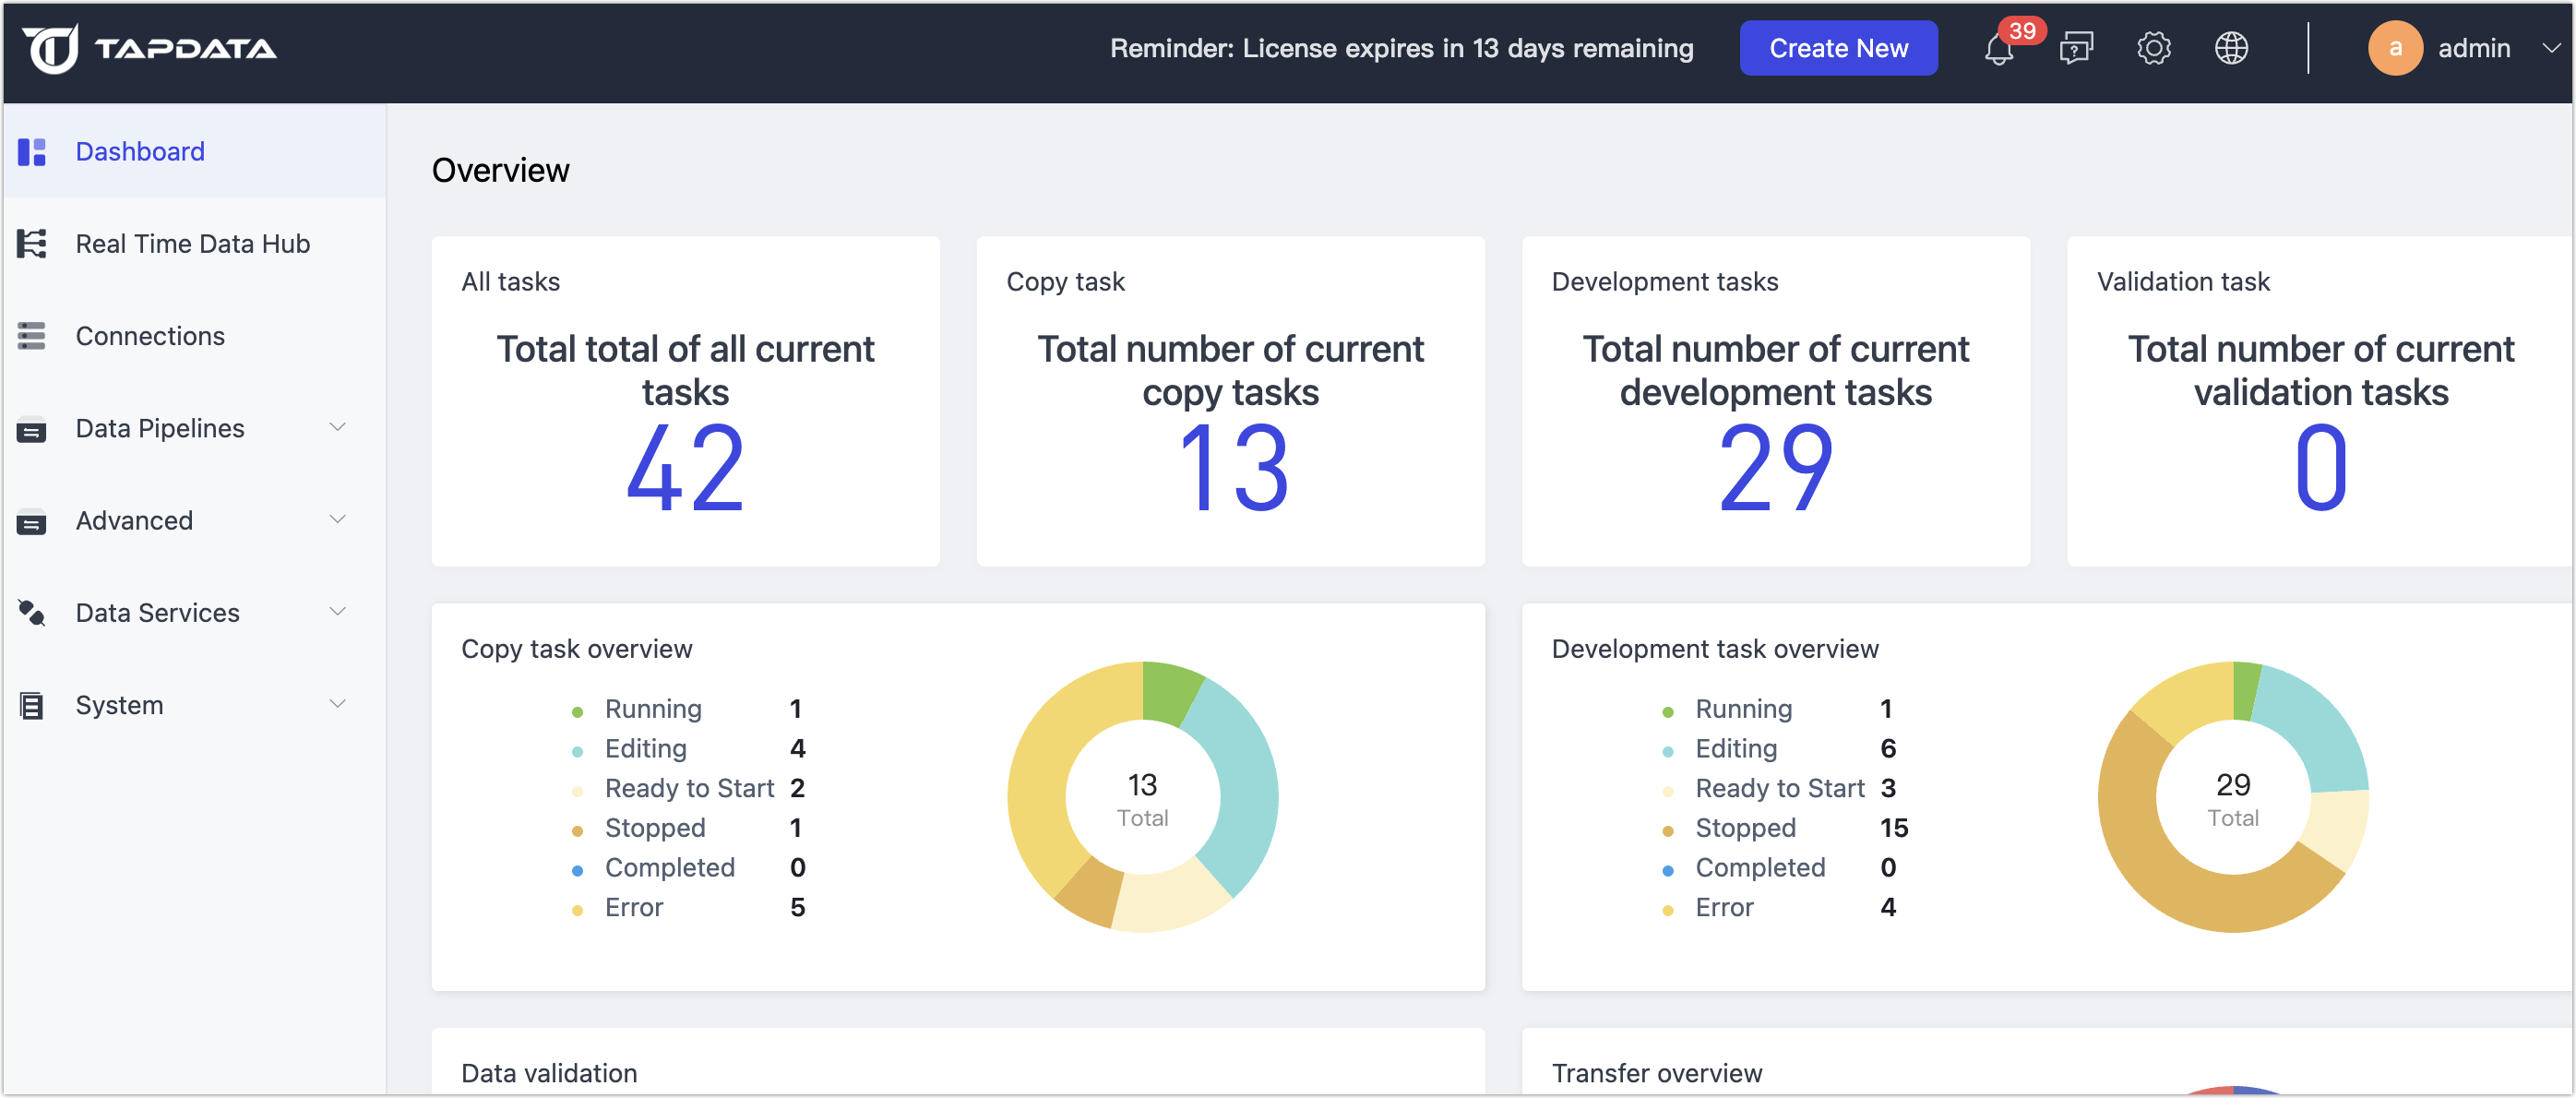 TAPDATA
Reminder: License expires in 13 days remaining
Create New
39
a
admin
Dashboard
Real Time Data Hub
Connections
Data Pipelines
Advanced
Data Services
System
Overview
All tasks
Total total of all current
tasks
42
Copy task
Total number of current
copy tasks
13
Development tasks
Total number of current
development tasks
29
Validation task
Total number of current
validation tasks
0
Copy task overview
Running 1
Editing 4
Ready to Start 2
Stopped 1
Completed 0
Error 5
13
Total
Development task overview
Running 1
Editing 6
Ready to Start 3
Stopped 15
Completed 0
Error 4
29
Total
Data validation
Transfer overview